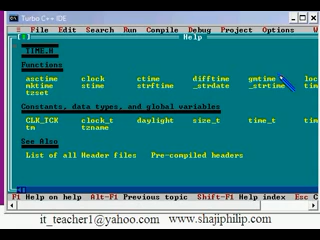 Turbo C++ IDE
File Edit Search Run Compile Debug Project Options
Help
TIME.H
Functions
asctime clock ctime difftime gmtime loc
mktime stime strftime _strdate _strtime tim
tzset
Constants, data types, and global variables
CLK_TCK clock_t daylight size_t time_t tim
tm tzname
See Also
List of all Header files Pre-compiled headers
F1 Help on help Alt-F1 Previous topic Shift-F1 Help index Esc C
it_teacher1@yahoo.com www.shajiphilip.com